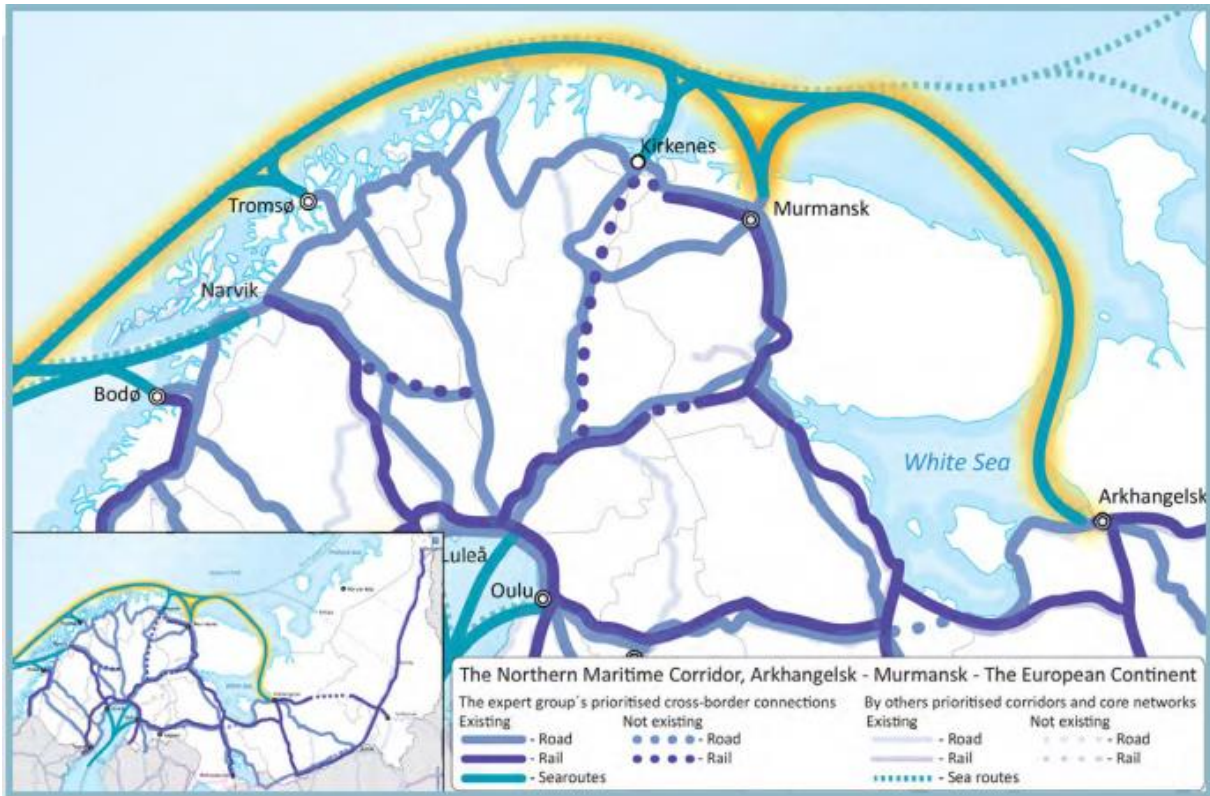 Kirkenes
Tromsø
Murmansk
Narvik
Bodø
White Sea
Arkhangelsk
Luleå
Oulu
The Northern Maritime Corridor, Arkhangelsk - Murmansk - The European Continent
The expert group´s prioritised cross-border connections
By others prioritised corridors and core networks
Existing
Not existing
Existing
Not existing
- Road
- Road
- Road
- Road
- Rail
- Rail
- Rail
- Rail
- Searoutes
- Sea routes